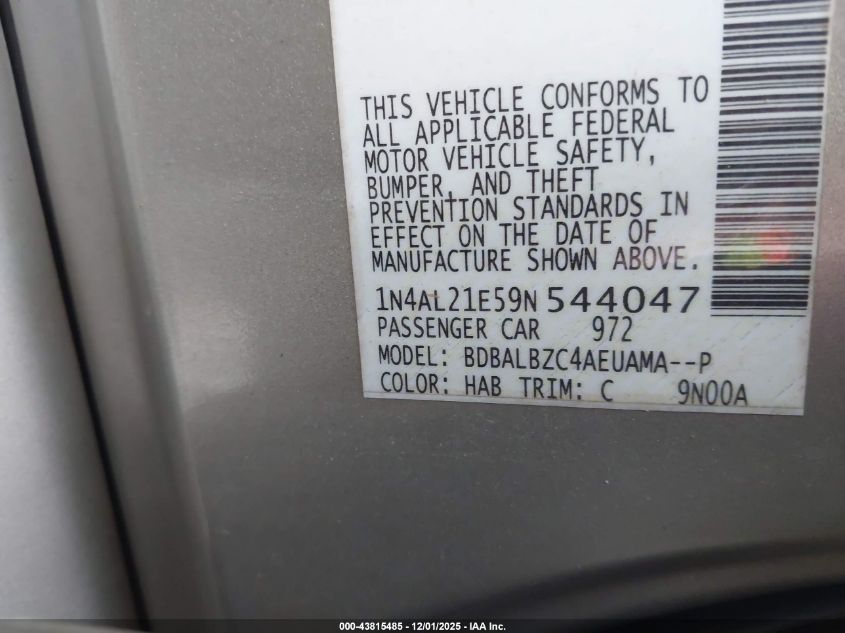 THIS VEHICLE CONFORMS TO
ALL APPLICABLE FEDERAL
MOTOR VEHICLE SAFETY,
BUMPER, AND THEFT
PREVENTION STANDARDS IN
EFFECT ON THE DATE OF
MANUFACTURE SHOWN ABOVE.
1N4AL21E59N 544047
PASSENGER CAR 972
MODEL: BDBALBZC4AEUAMA--P
COLOR: HAB TRIM: C 9N00A
000-43815485 - 12/01/2025 - IAA Inc.